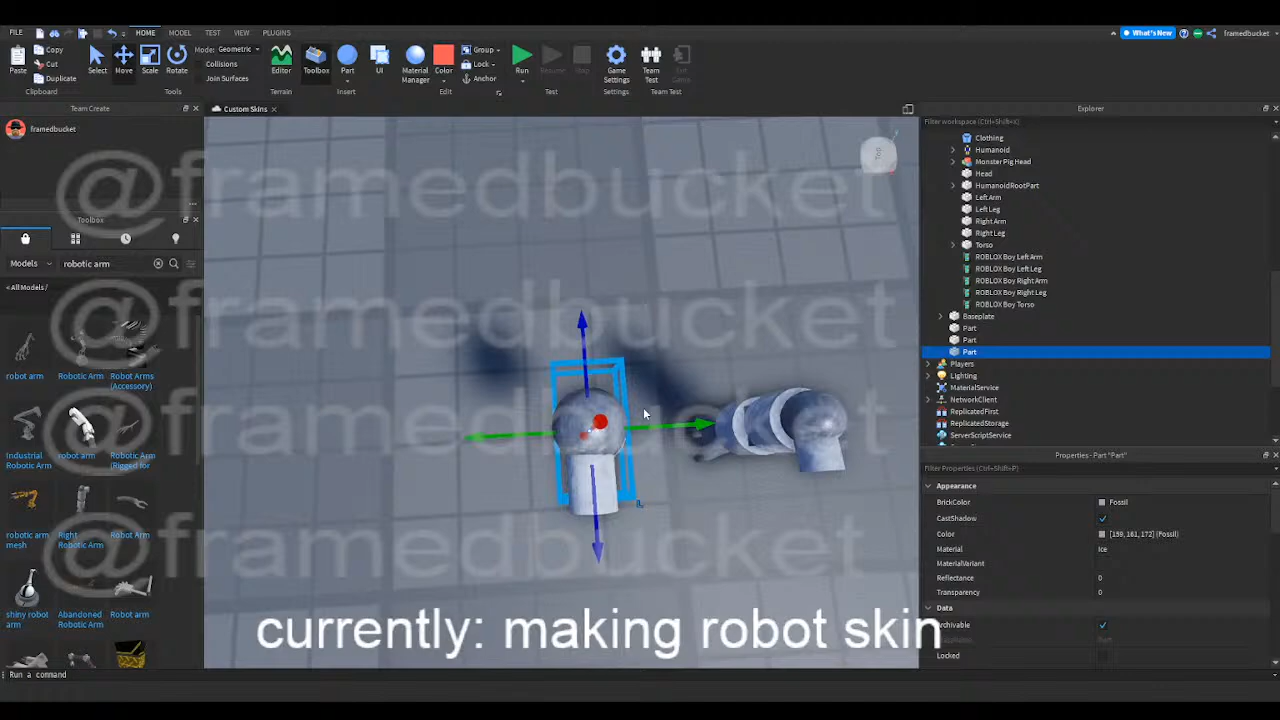 FILE HOME MODEL TEST VIEW PLUGINS What's New framedbucket
Paste Copy Cut Duplicate Clipboard
Select Move Scale Rotate Tools
Mode: Geometric Collisions Join Surfaces
Editor Terrain Toolbox Part UI Insert
Material Manager Color Group Lock Anchor Edit
Run Test Game Settings Settings Team Test Team Test
Team Create
framedbucket
Custom Skins
Toolbox
Models robotic arm
<All Models /
robot arm Robotic Arm Robot Arms (Accessory)
Industrial Robotic Arm robot arm Robotic Arm (Rigged for
robotic arm mesh Right Robotic Arm Robot Arm
shiny robot arm Abandoned Robotic Arm Robot arm
Top
@framedbucket
@framedbucket
@framedbucket
@framedbucket
currently: making robot skin
Explorer
Filter workspace (Ctrl+Shift+X)
Clothing
Humanoid
Monster Pig Head
Head
HumanoidRootPart
Left Arm
Left Leg
Right Arm
Right Leg
Torso
ROBLOX Boy Left Arm
ROBLOX Boy Left Leg
ROBLOX Boy Right Arm
ROBLOX Boy Right Leg
ROBLOX Boy Torso
Baseplate
Part
Part
Part
Players
Lighting
MaterialService
NetworkClient
ReplicatedFirst
ReplicatedStorage
ServerScriptService
Properties - Part "Part"
Filter Properties (Ctrl+Shift+P)
Appearance
BrickColor Fossil
CastShadow
Color [159, 161, 172] (Fossil)
Material Ice
MaterialVariant
Reflectance 0
Transparency 0
Data
Archivable
Locked
Run a command